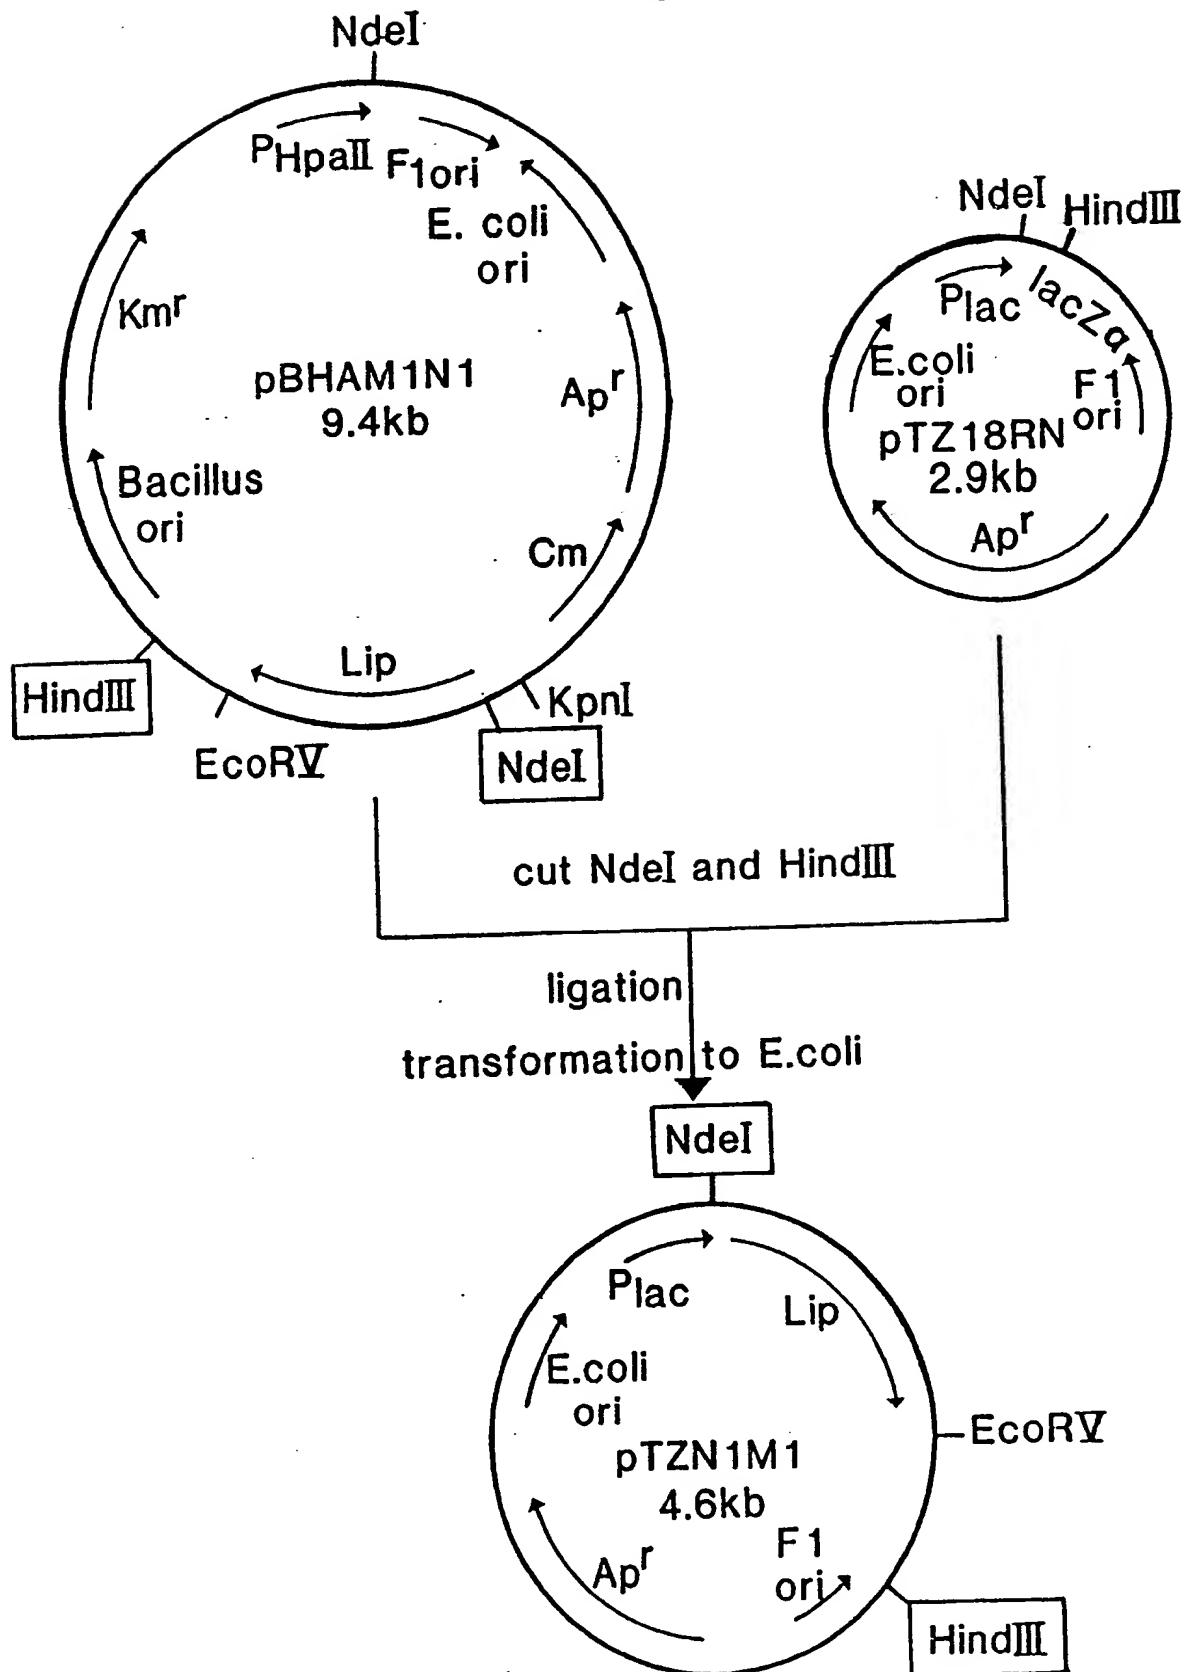 NdeI
PHpaII
F1ori
E. coli
ori
Kmr
Apr
pBHAM1N1
9.4kb
Bacillus
ori
Cm
Lip
HindIII
EcoRV
NdeI
KpnI
NdeI
HindIII
Plac
lacZα
E.coli
ori
F1
ori
pTZ18RN
2.9kb
Apr
cut NdeI and HindIII
ligation
transformation to E.coli
NdeI
Plac
Lip
E.coli
ori
EcoRV
pTZN1M1
4.6kb
F1
ori
Apr
HindIII